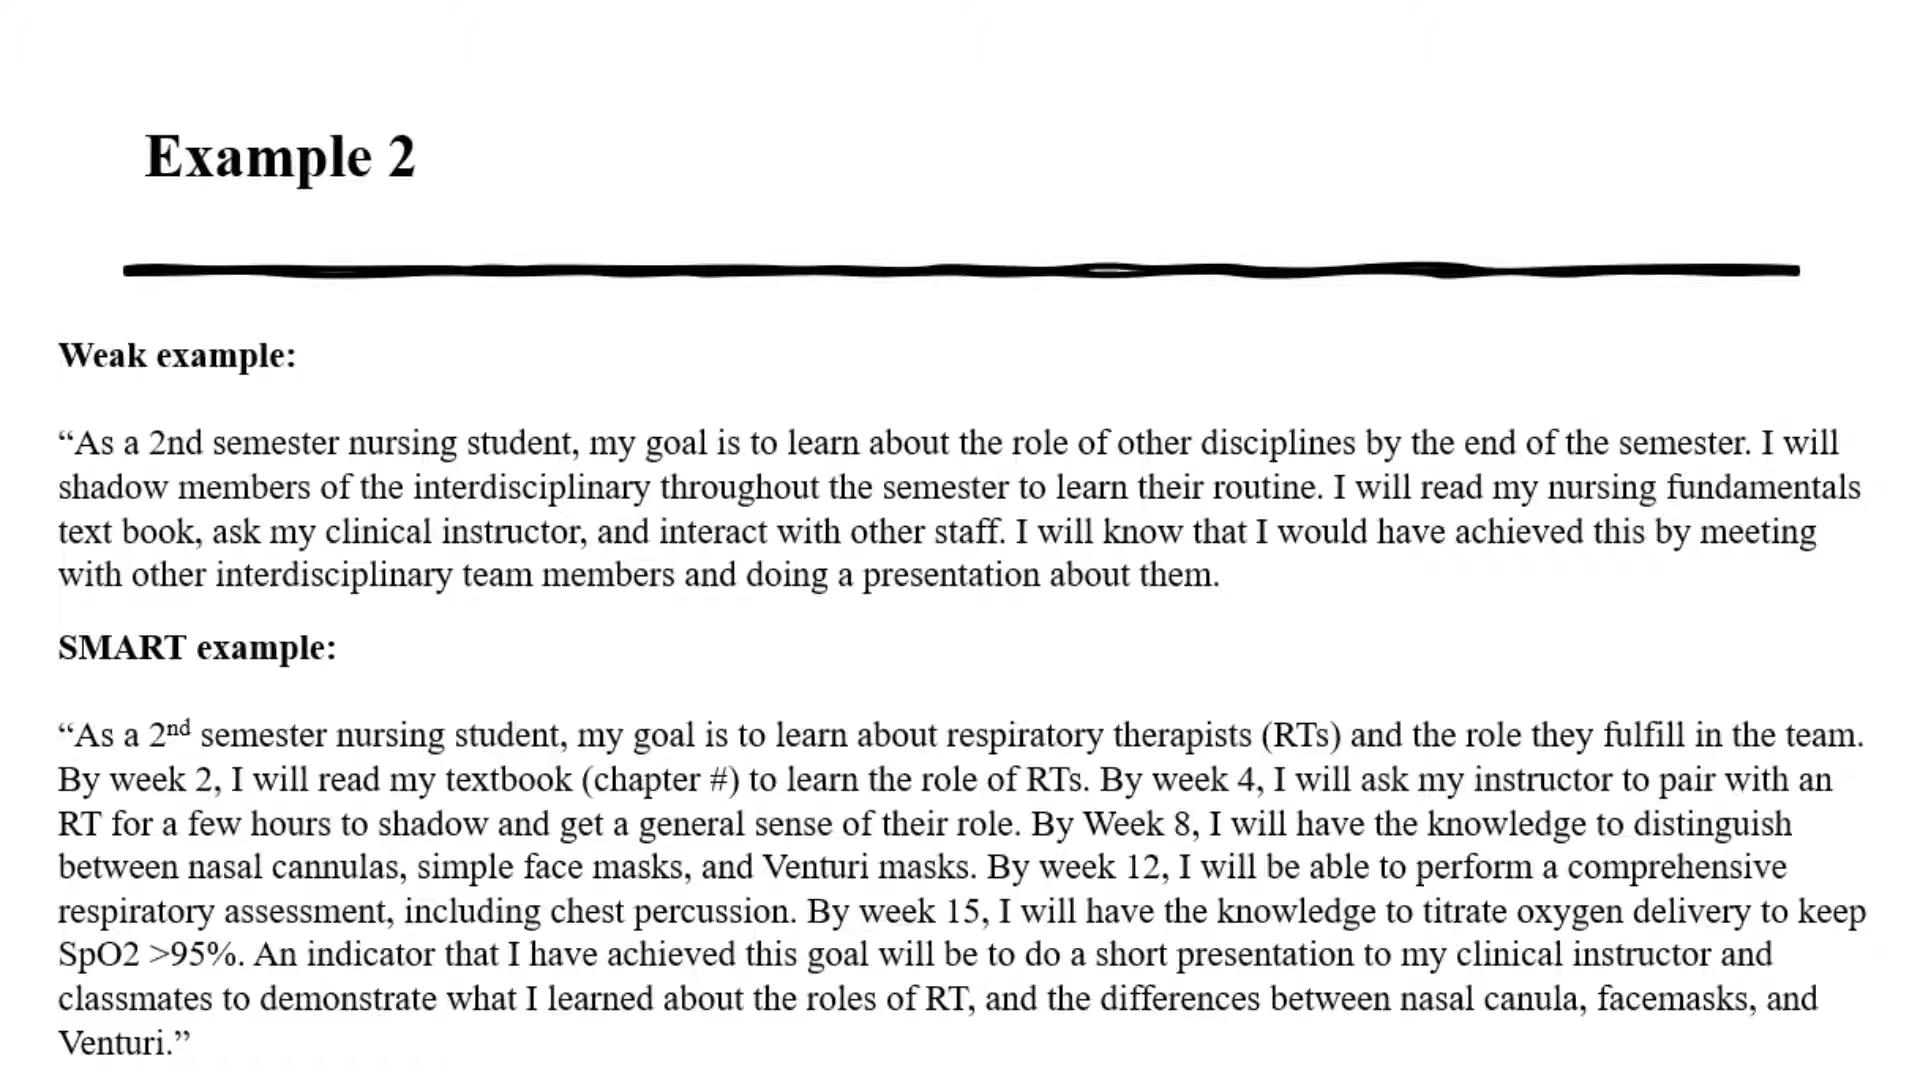 Example 2
Weak example:
“As a 2nd semester nursing student, my goal is to learn about the role of other disciplines by the end of the semester. I will
shadow members of the interdisciplinary throughout the semester to learn their routine. I will read my nursing fundamentals
text book, ask my clinical instructor, and interact with other staff. I will know that I would have achieved this by meeting
with other interdisciplinary team members and doing a presentation about them.
SMART example:
“As a 2nd semester nursing student, my goal is to learn about respiratory therapists (RTs) and the role they fulfill in the team.
By week 2, I will read my textbook (chapter #) to learn the role of RTs. By week 4, I will ask my instructor to pair with an
RT for a few hours to shadow and get a general sense of their role. By Week 8, I will have the knowledge to distinguish
between nasal cannulas, simple face masks, and Venturi masks. By week 12, I will be able to perform a comprehensive
respiratory assessment, including chest percussion. By week 15, I will have the knowledge to titrate oxygen delivery to keep
SpO2 >95%. An indicator that I have achieved this goal will be to do a short presentation to my clinical instructor and
classmates to demonstrate what I learned about the roles of RT, and the differences between nasal canula, facemasks, and
Venturi.”